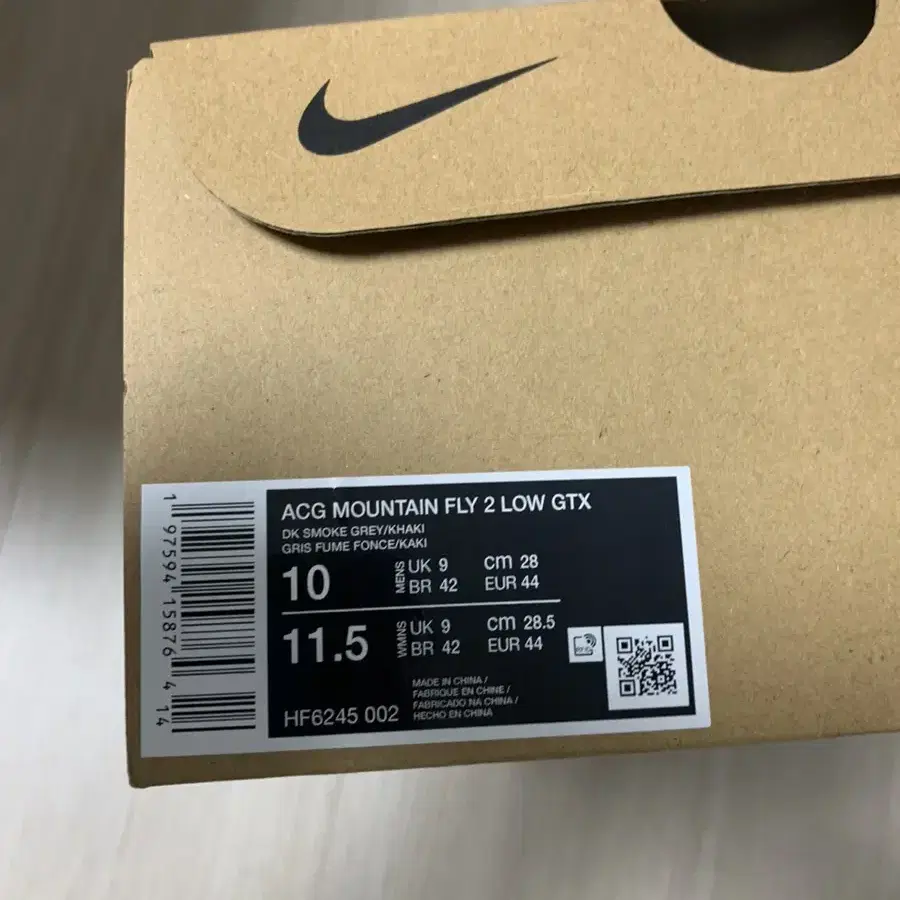 ACG MOUNTAIN FLY 2 LOW GTX
DK SMOKE GREY/KHAKI
GRIS FUME FONCE/KAKI
10 MENS UK 9 cm 28
BR 42 EUR 44
11.5 WMNS UK 9 cm 28.5
BR 42 EUR 44
MADE IN CHINA /
FABRIQUE EN CHINE /
FABRICADO NA CHINA /
HECHO EN CHINA
HF6245 002
1 97594 15876 4 14